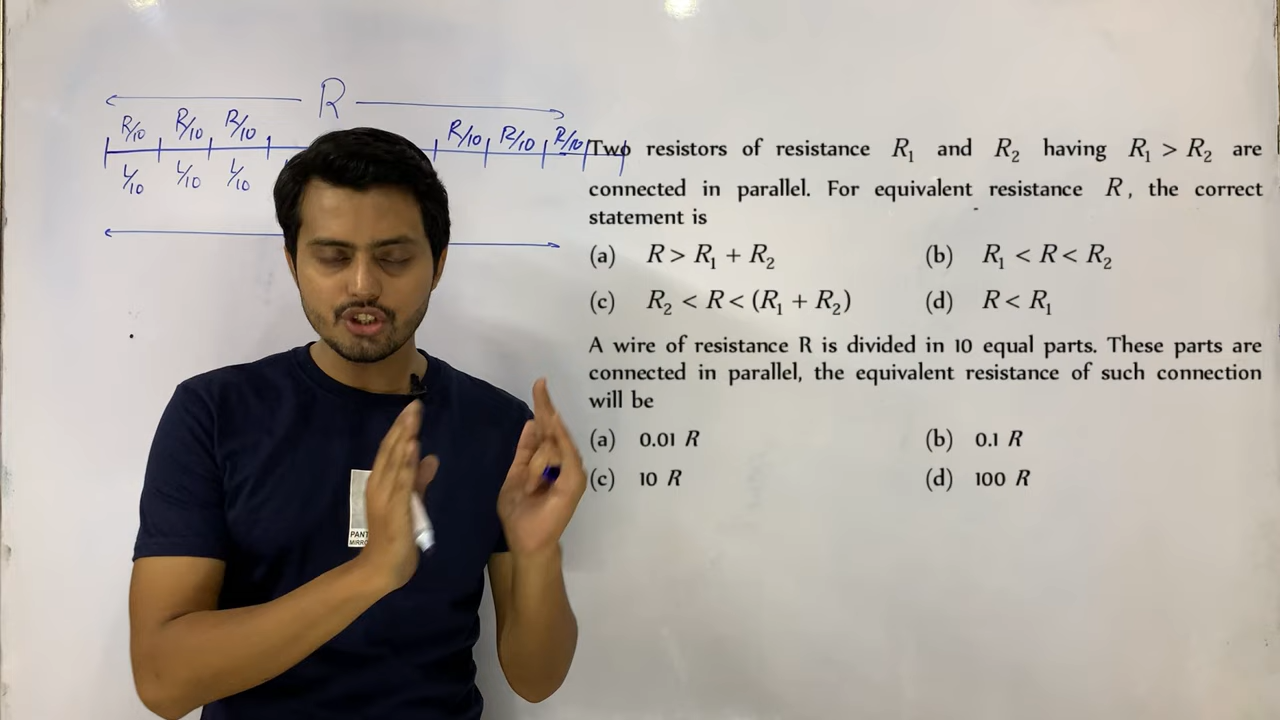 R
R/10 R/10 R/10 R/10 R/10 R/10
L/10 L/10 L/10
Two resistors of resistance R₁ and R₂ having R₁ > R₂ are
connected in parallel. For equivalent resistance R, the correct
statement is
(a) R > R₁ + R₂ (b) R₁ < R < R₂
(c) R₂ < R < (R₁ + R₂) (d) R < R₁
A wire of resistance R is divided in 10 equal parts. These parts are
connected in parallel, the equivalent resistance of such connection
will be
(a) 0.01 R (b) 0.1 R
(c) 10 R (d) 100 R
PANT
MIRRO